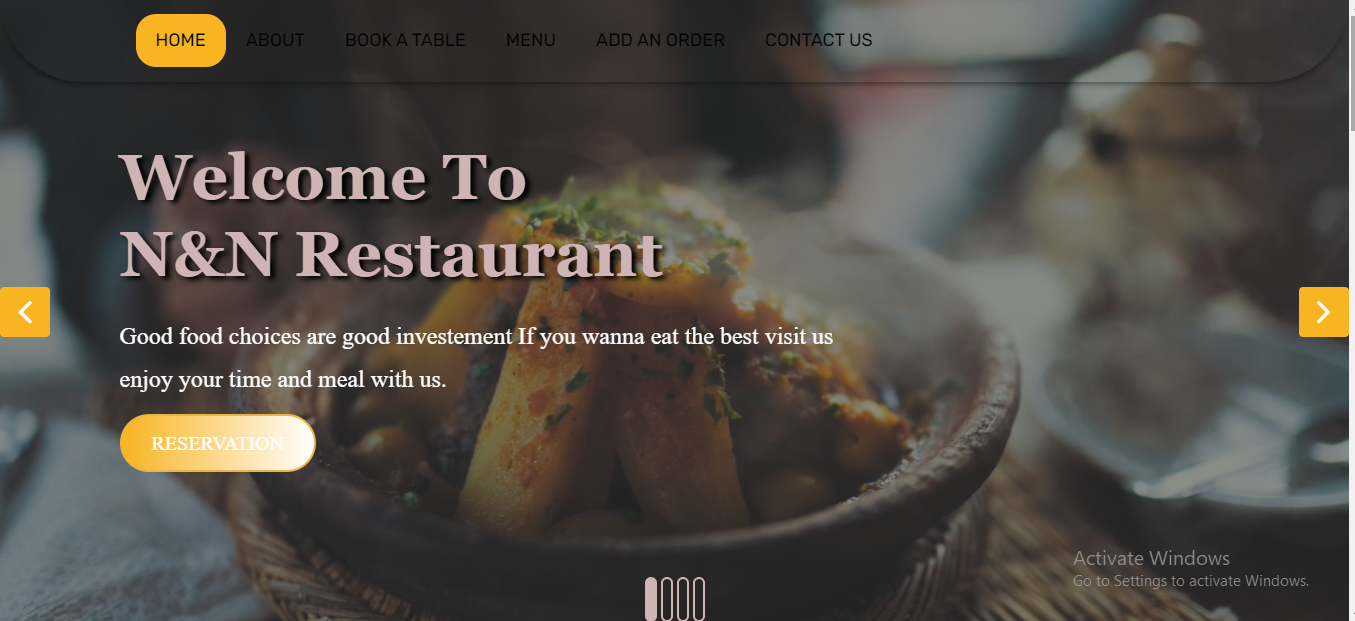 HOME ABOUT BOOK A TABLE MENU ADD AN ORDER CONTACT US
Welcome To
N&N Restaurant
Good food choices are good investement If you wanna eat the best visit us
enjoy your time and meal with us.
RESERVATION
Activate Windows
Go to Settings to activate Windows.